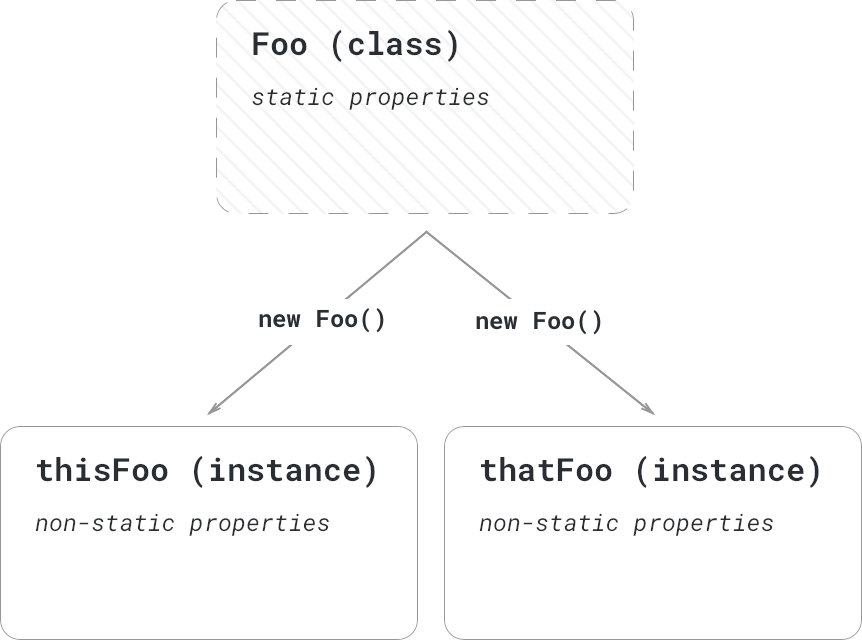 Foo (class)
static properties
new Foo()
new Foo()
thisFoo (instance)
non-static properties
thatFoo (instance)
non-static properties